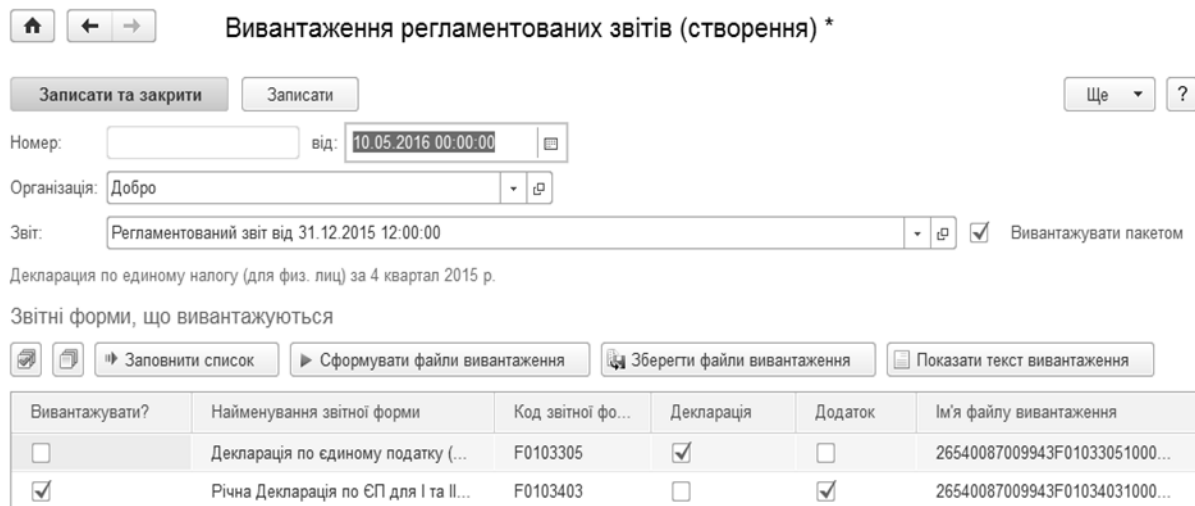 Вивантаження регламентованих звітів (створення) *
Записати та закрити Записати Ще ?
Номер: від: 10.05.2016 00:00:00
Організація: Добро
Звіт: Регламентований звіт від 31.12.2015 12:00:00 Вивантажувати пакетом
Декларация по единому налогу (для физ. лиц) за 4 квартал 2015 р.
Звітні форми, що вивантажуються
Заповнити список Сформувати файли вивантаження Зберегти файли вивантаження Показати текст вивантаження
Вивантажувати? Найменування звітної форми Код звітної фо... Декларація Додаток Ім'я файлу вивантаження
Декларація по єдиному податку (... F0103305 26540087009943F01033051000...
Річна Декларація по ЄП для І та ІІ... F0103403 26540087009943F01034031000...